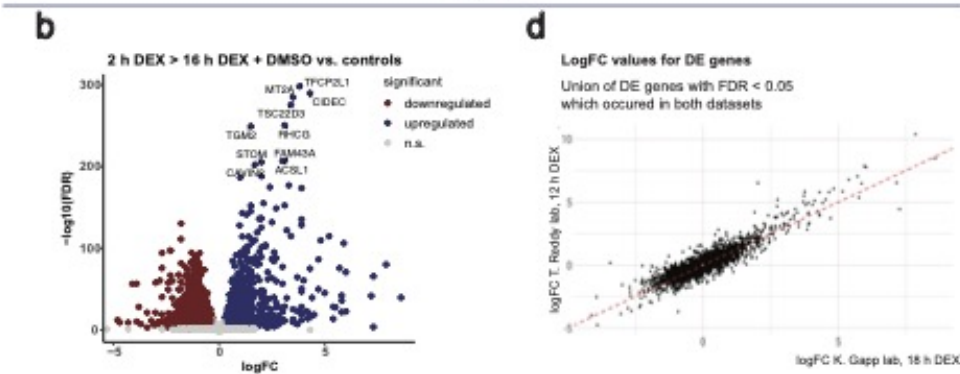 b
2 h DEX > 16 h DEX + DMSO vs. controls
300
TFCP2L1
MT2A
CIDEC
TSC22D3
TGM2
RHCG
STOM
FAM43A
200
CAVIN2
ACSL1
−log10(FDR)
100
0
−5
0
5
logFC
significant
downregulated
upregulated
n.s.
d
LogFC values for DE genes
Union of DE genes with FDR < 0.05
which occured in both datasets
logFC T. Reddy lab, 12 h DEX
10
5
0
0
5
logFC K. Gapp lab, 18 h DEX